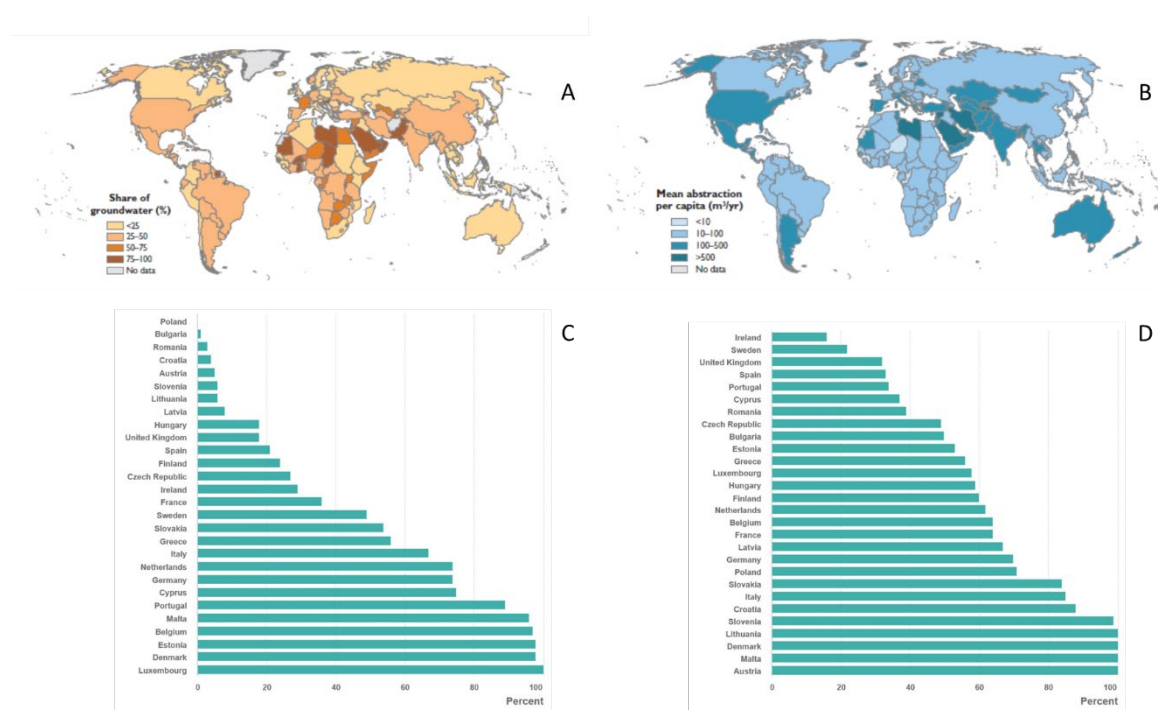 A
Share of
groundwater (%)
<25
25–50
50–75
75–100
No data
B
Mean abstraction
per capita (m³/yr)
<10
10–100
100–500
>500
No data
C
Poland
Bulgaria
Romania
Croatia
Austria
Slovenia
Lithuania
Latvia
Hungary
United Kingdom
Spain
Finland
Czech Republic
Ireland
France
Sweden
Slovakia
Greece
Italy
Netherlands
Germany
Cyprus
Portugal
Malta
Belgium
Estonia
Denmark
Luxembourg
0 20 40 60 80 100
Percent
D
Ireland
Sweden
United Kingdom
Spain
Portugal
Cyprus
Romania
Czech Republic
Bulgaria
Estonia
Greece
Luxembourg
Hungary
Finland
Netherlands
Belgium
France
Latvia
Germany
Poland
Slovakia
Italy
Croatia
Slovenia
Lithuania
Denmark
Malta
Austria
0 20 40 60 80 100
Percent